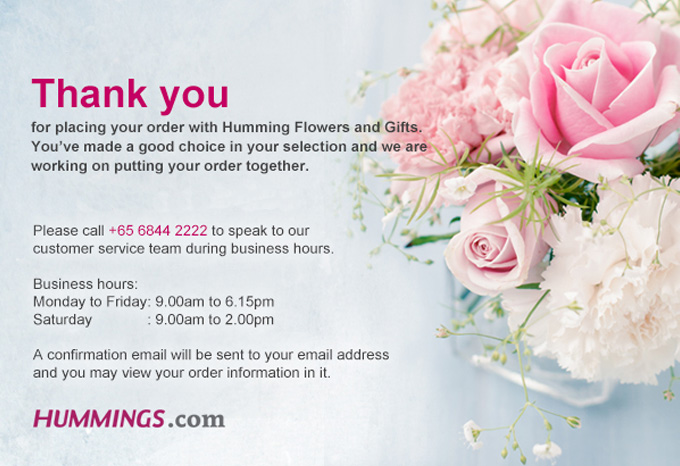 Thank you
for placing your order with Humming Flowers and Gifts.
You’ve made a good choice in your selection and we are
working on putting your order together.
Please call +65 6844 2222 to speak to our
customer service team during business hours.
Business hours:
Monday to Friday: 9.00am to 6.15pm
Saturday : 9.00am to 2.00pm
A confirmation email will be sent to your email address
and you may view your order information in it.
HUMMINGS.com